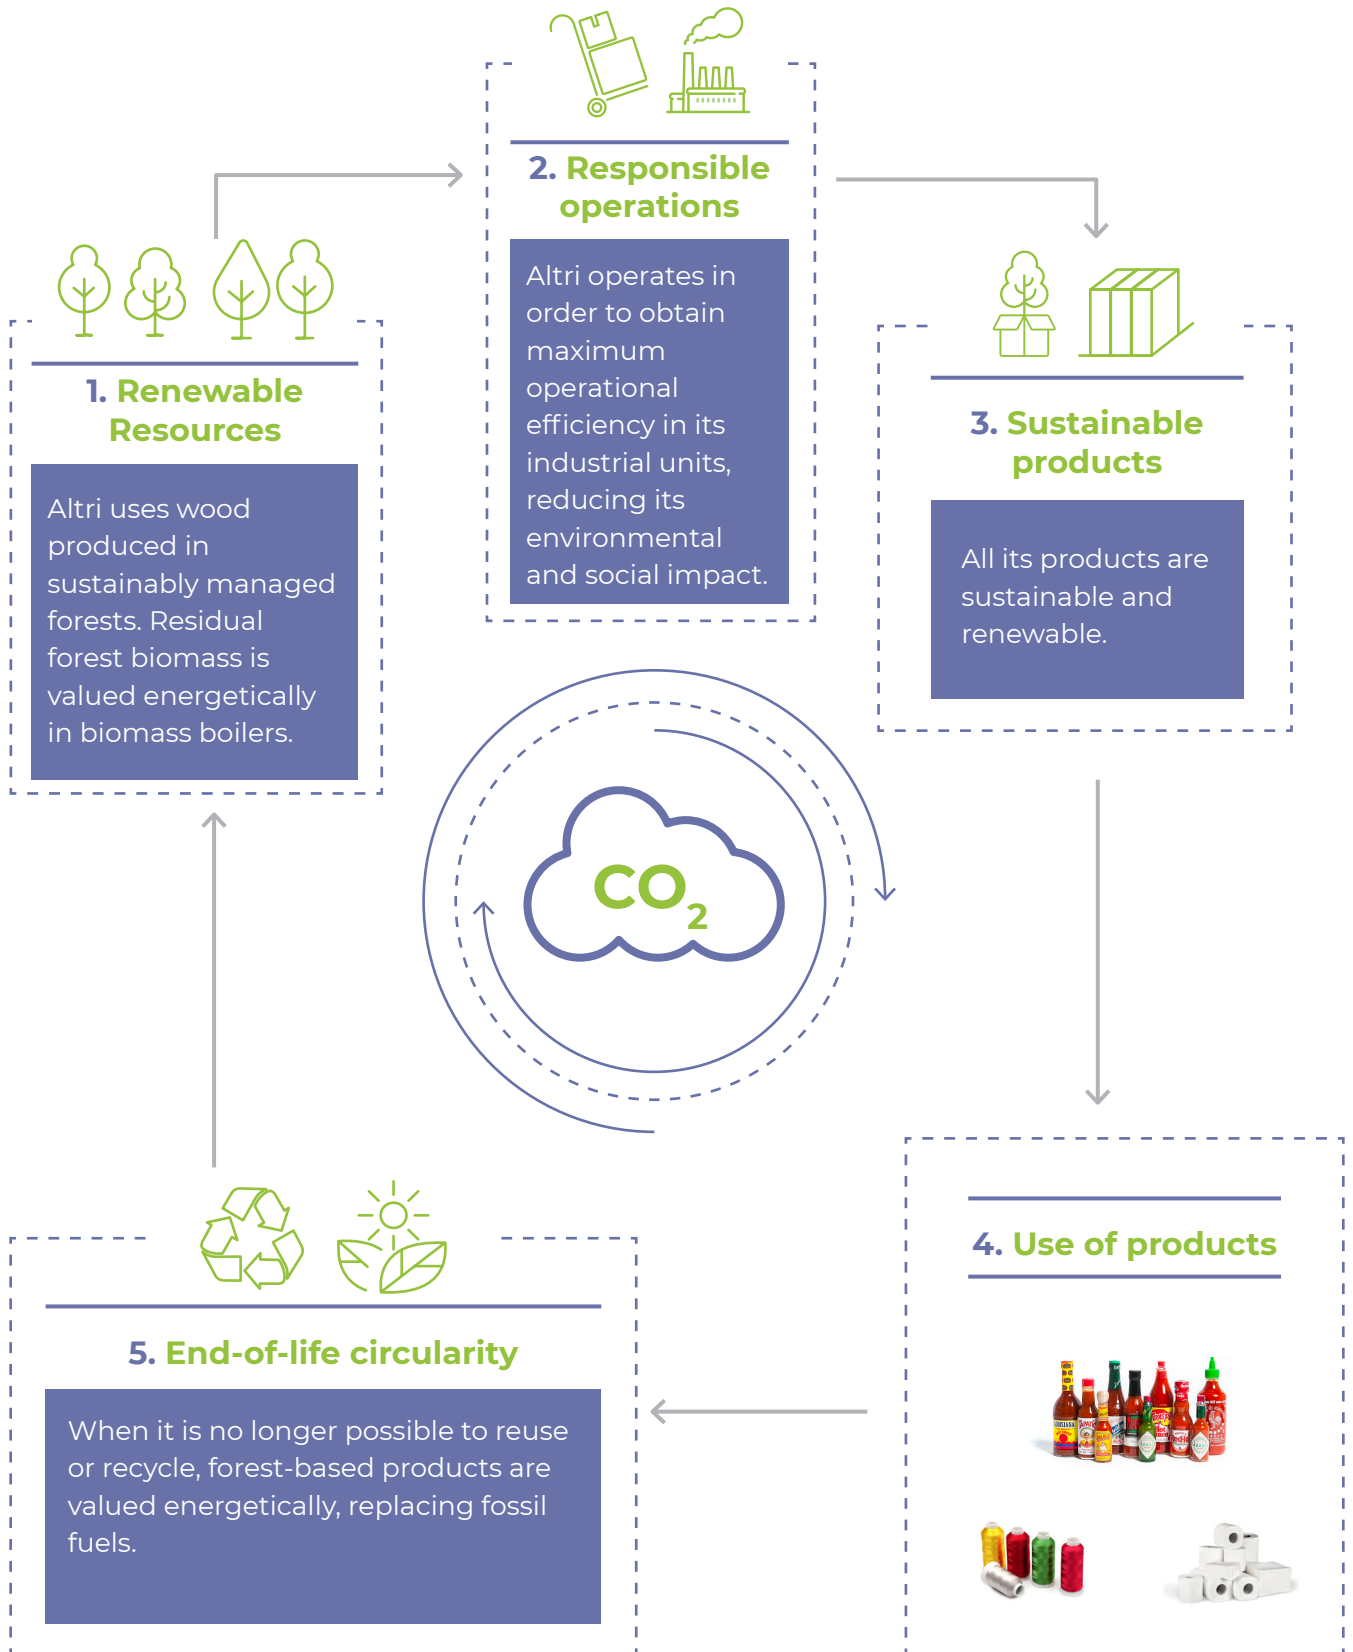 2. Responsible
operations
Altri operates in
order to obtain
maximum
operational
efficiency in its
industrial units,
reducing its
environmental
and social impact.
1. Renewable
Resources
Altri uses wood
produced in
sustainably managed
forests. Residual
forest biomass is
valued energetically
in biomass boilers.
3. Sustainable
products
All its products are
sustainable and
renewable.
CO2
4. Use of products
5. End-of-life circularity
When it is no longer possible to reuse
or recycle, forest-based products are
valued energetically, replacing fossil
fuels.